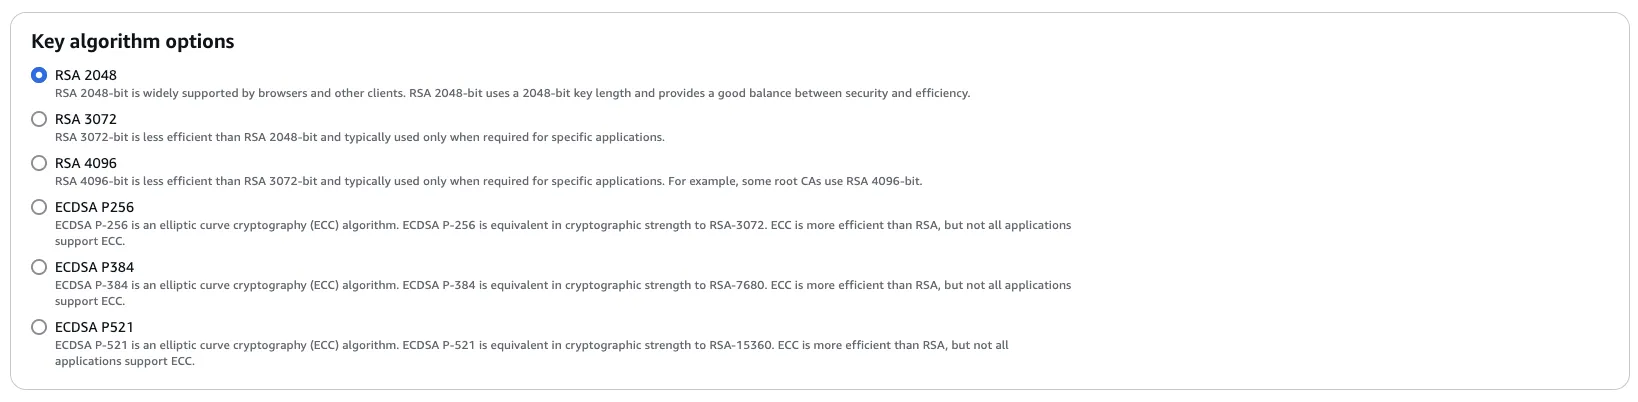 Key algorithm options
RSA 2048
RSA 2048-bit is widely supported by browsers and other clients. RSA 2048-bit uses a 2048-bit key length and provides a good balance between security and efficiency.
RSA 3072
RSA 3072-bit is less efficient than RSA 2048-bit and typically used only when required for specific applications.
RSA 4096
RSA 4096-bit is less efficient than RSA 3072-bit and typically used only when required for specific applications. For example, some root CAs use RSA 4096-bit.
ECDSA P256
ECDSA P-256 is an elliptic curve cryptography (ECC) algorithm. ECDSA P-256 is equivalent in cryptographic strength to RSA-3072. ECC is more efficient than RSA, but not all applications
support ECC.
ECDSA P384
ECDSA P-384 is an elliptic curve cryptography (ECC) algorithm. ECDSA P-384 is equivalent in cryptographic strength to RSA-7680. ECC is more efficient than RSA, but not all applications
support ECC.
ECDSA P521
ECDSA P-521 is an elliptic curve cryptography (ECC) algorithm. ECDSA P-521 is equivalent in cryptographic strength to RSA-15360. ECC is more efficient than RSA, but not all
applications support ECC.